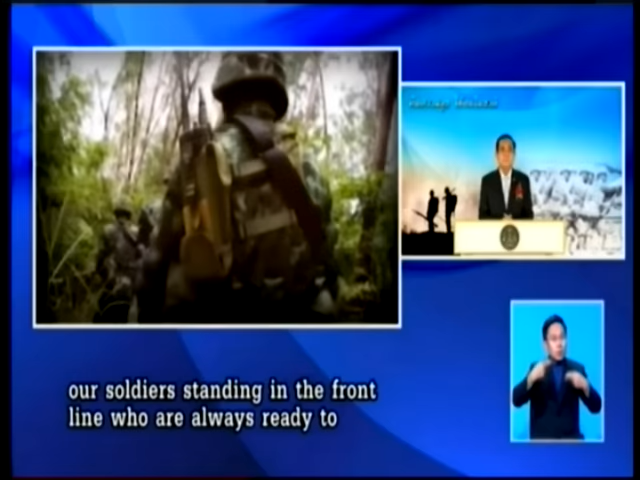 our soldiers standing in the front
line who are always ready to